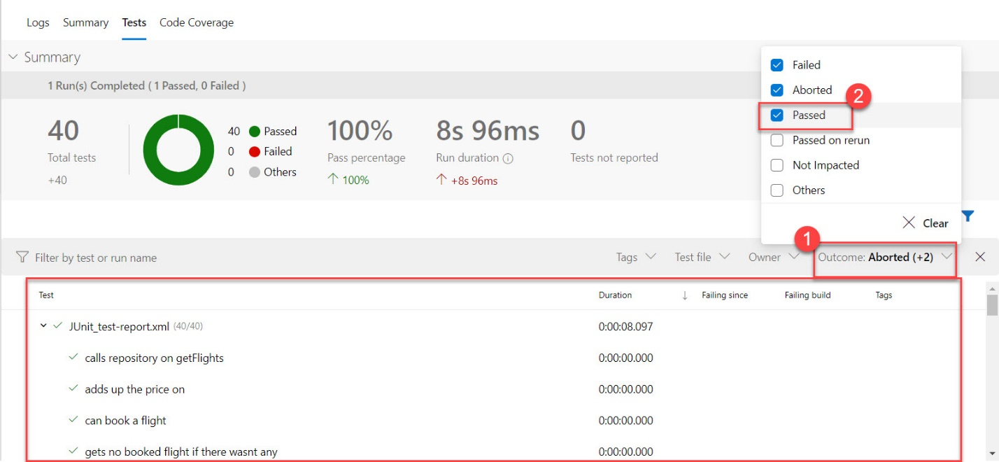 Logs Summary Tests Code Coverage
Summary
1 Run(s) Completed ( 1 Passed, 0 Failed )
40
Total tests
+40
40 Passed
0 Failed
0 Others
100%
Pass percentage
100%
8s 96ms
Run duration
+8s 96ms
0
Tests not reported
Failed
Aborted
2
Passed
Passed on rerun
Not Impacted
Others
Clear
1
Filter by test or run name Tags Test file Owner Outcome: Aborted (+2)
Test Duration Failing since Failing build Tags
JUnit_test-report.xml (40/40) 0:00:08.097
calls repository on getFlights 0:00:00.000
adds up the price on 0:00:00.000
can book a flight 0:00:00.000
gets no booked flight if there wasnt any 0:00:00.000